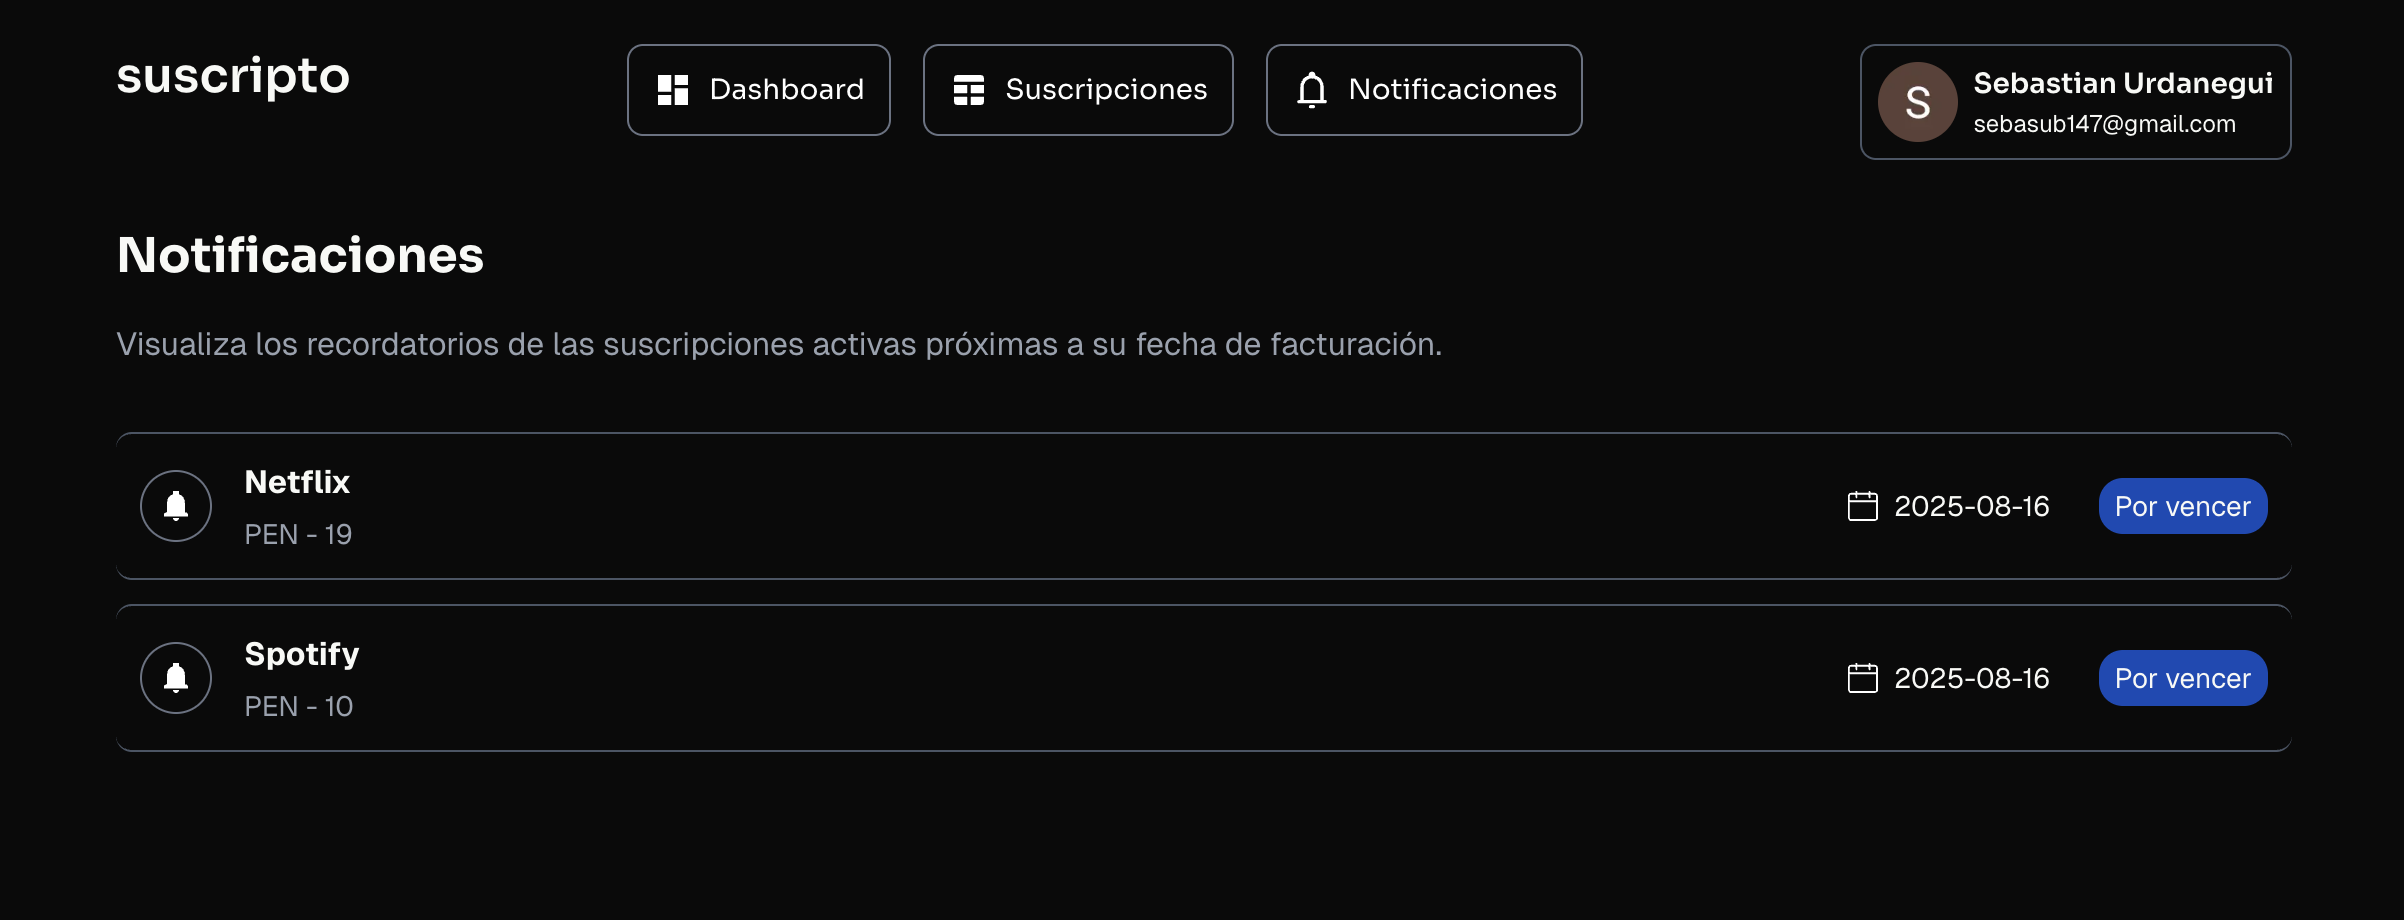 suscripto
Dashboard
Suscripciones
Notificaciones
S
Sebastian Urdanegui
sebasub147@gmail.com
Notificaciones
Visualiza los recordatorios de las suscripciones activas próximas a su fecha de facturación.
Netflix
PEN - 19
2025-08-16
Por vencer
Spotify
PEN - 10
2025-08-16
Por vencer